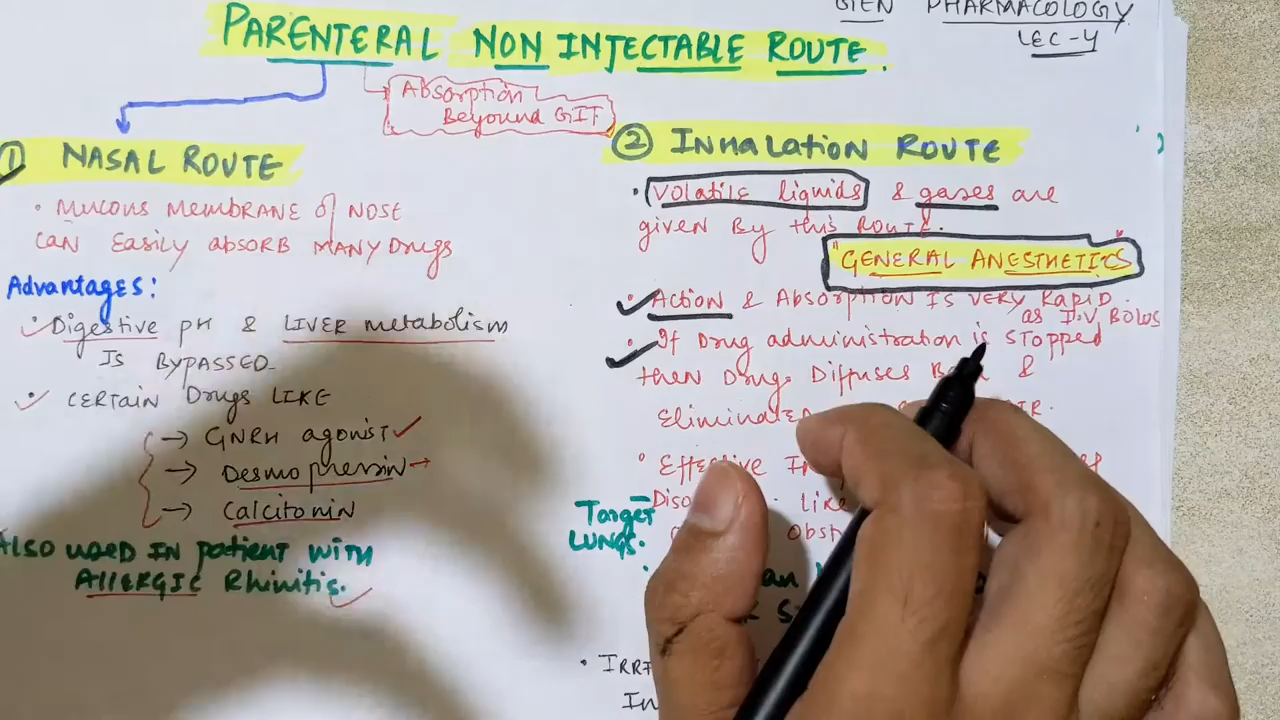 GEN PHARMACOLOGY
LEC-4
PARENTERAL NON INJECTABLE ROUTE.
Absorption
Beyound GIT
① NASAL ROUTE
• Mucous Membrane of Nose
can Easily absorb Many Drugs
Advantages:
Digestive pH & LIVER metabolism
Is BYPASSED.
CERTAIN Drugs LIKE
→ GNRH agonist
→ Desmopressin →
→ Calcitonin
Also used in patient with
Allergic Rhinitis.
② Inhalation Route
• Volatile liquids & gases are
given By this Route.
"GENERAL ANESTHETICS"
• Action & Absorption Is very Rapid.
as I.V BOLUS
• If Drug administration is stopped
then Drug Diffuses &
Eliminated
• Effective
Like
Target
Lungs.